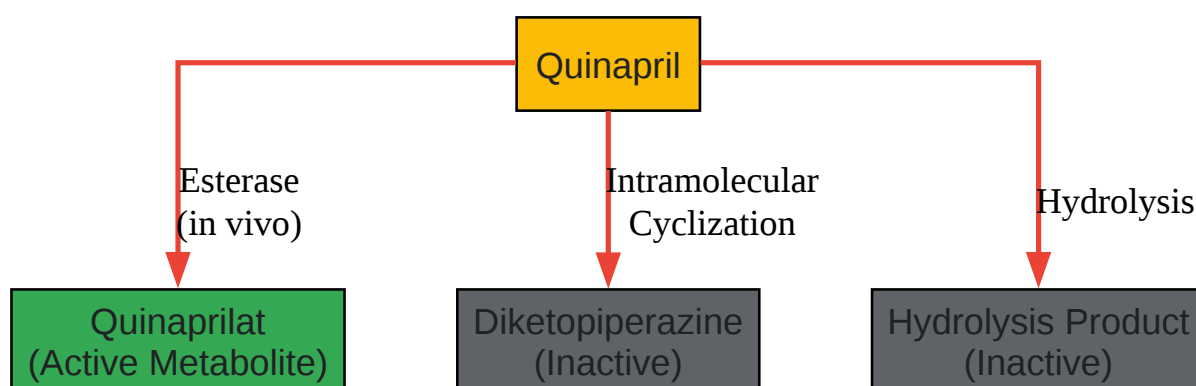 Quinapril
Esterase
(in vivo)
Intramolecular
Cyclization
Hydrolysis
Quinaprilat
(Active Metabolite)
Diketopiperazine
(Inactive)
Hydrolysis Product
(Inactive)